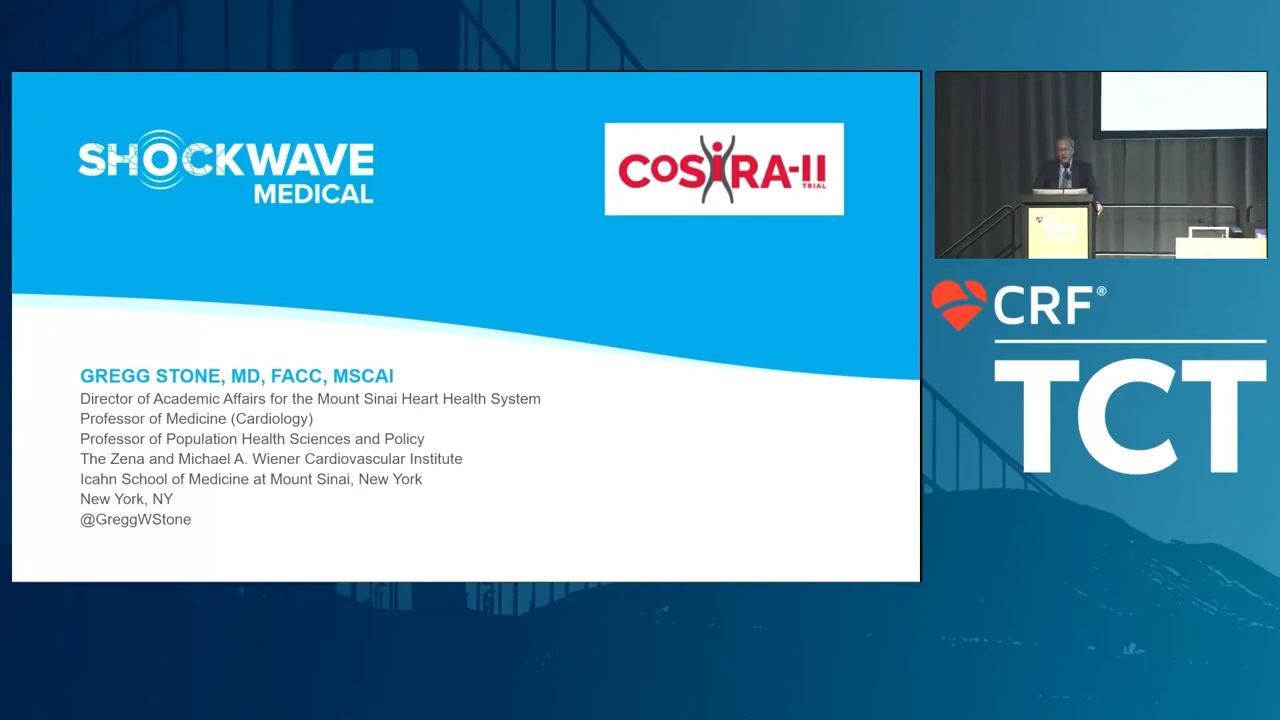 SHOCKWAVE
MEDICAL
COSIRA-II
TRIAL
GREGG STONE, MD, FACC, MSCAI
Director of Academic Affairs for the Mount Sinai Heart Health System
Professor of Medicine (Cardiology)
Professor of Population Health Sciences and Policy
The Zena and Michael A. Wiener Cardiovascular Institute
Icahn School of Medicine at Mount Sinai, New York
New York, NY
@GreggWStone
TCT
CRF®
TCT